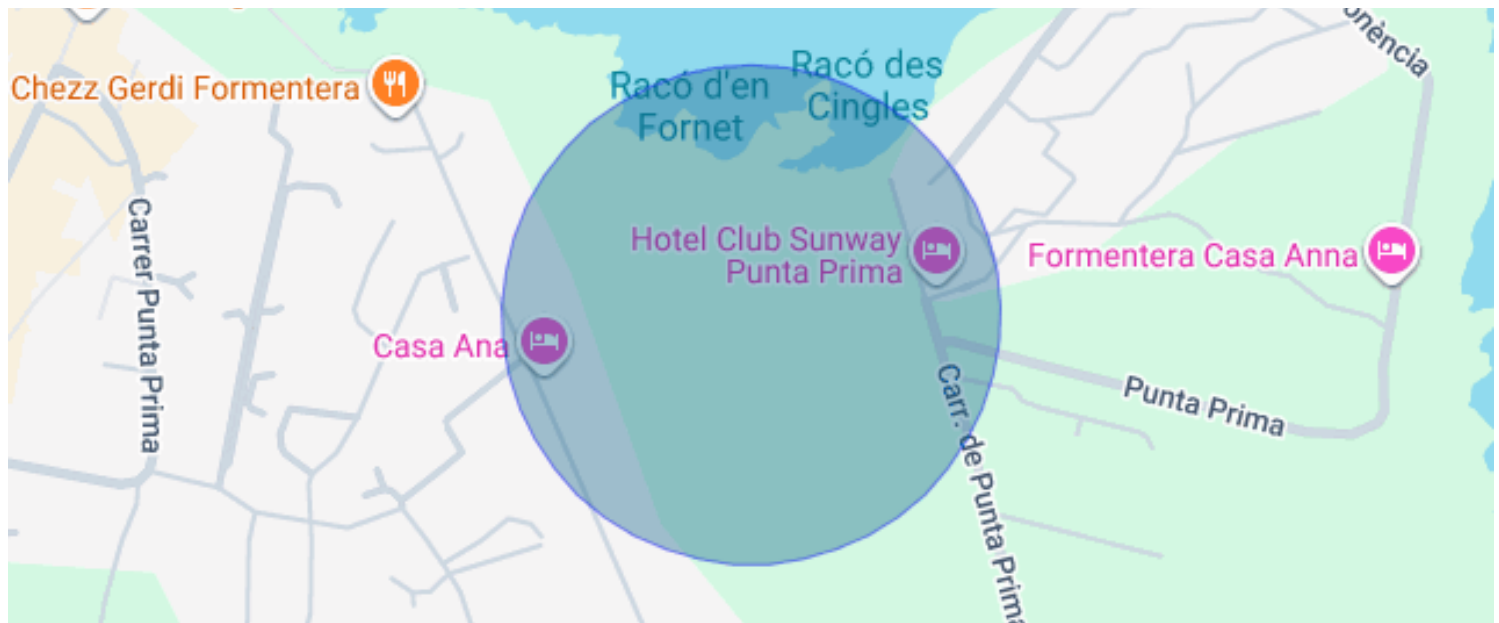 Chezz Gerdi Formentera
Racó d'en
Fornet
Racó des
Cingles
onència
Carrer Punta Prima
Hotel Club Sunway
Punta Prima
Formentera Casa Anna
Casa Ana
Punta Prima
Carr. de Punta Prima